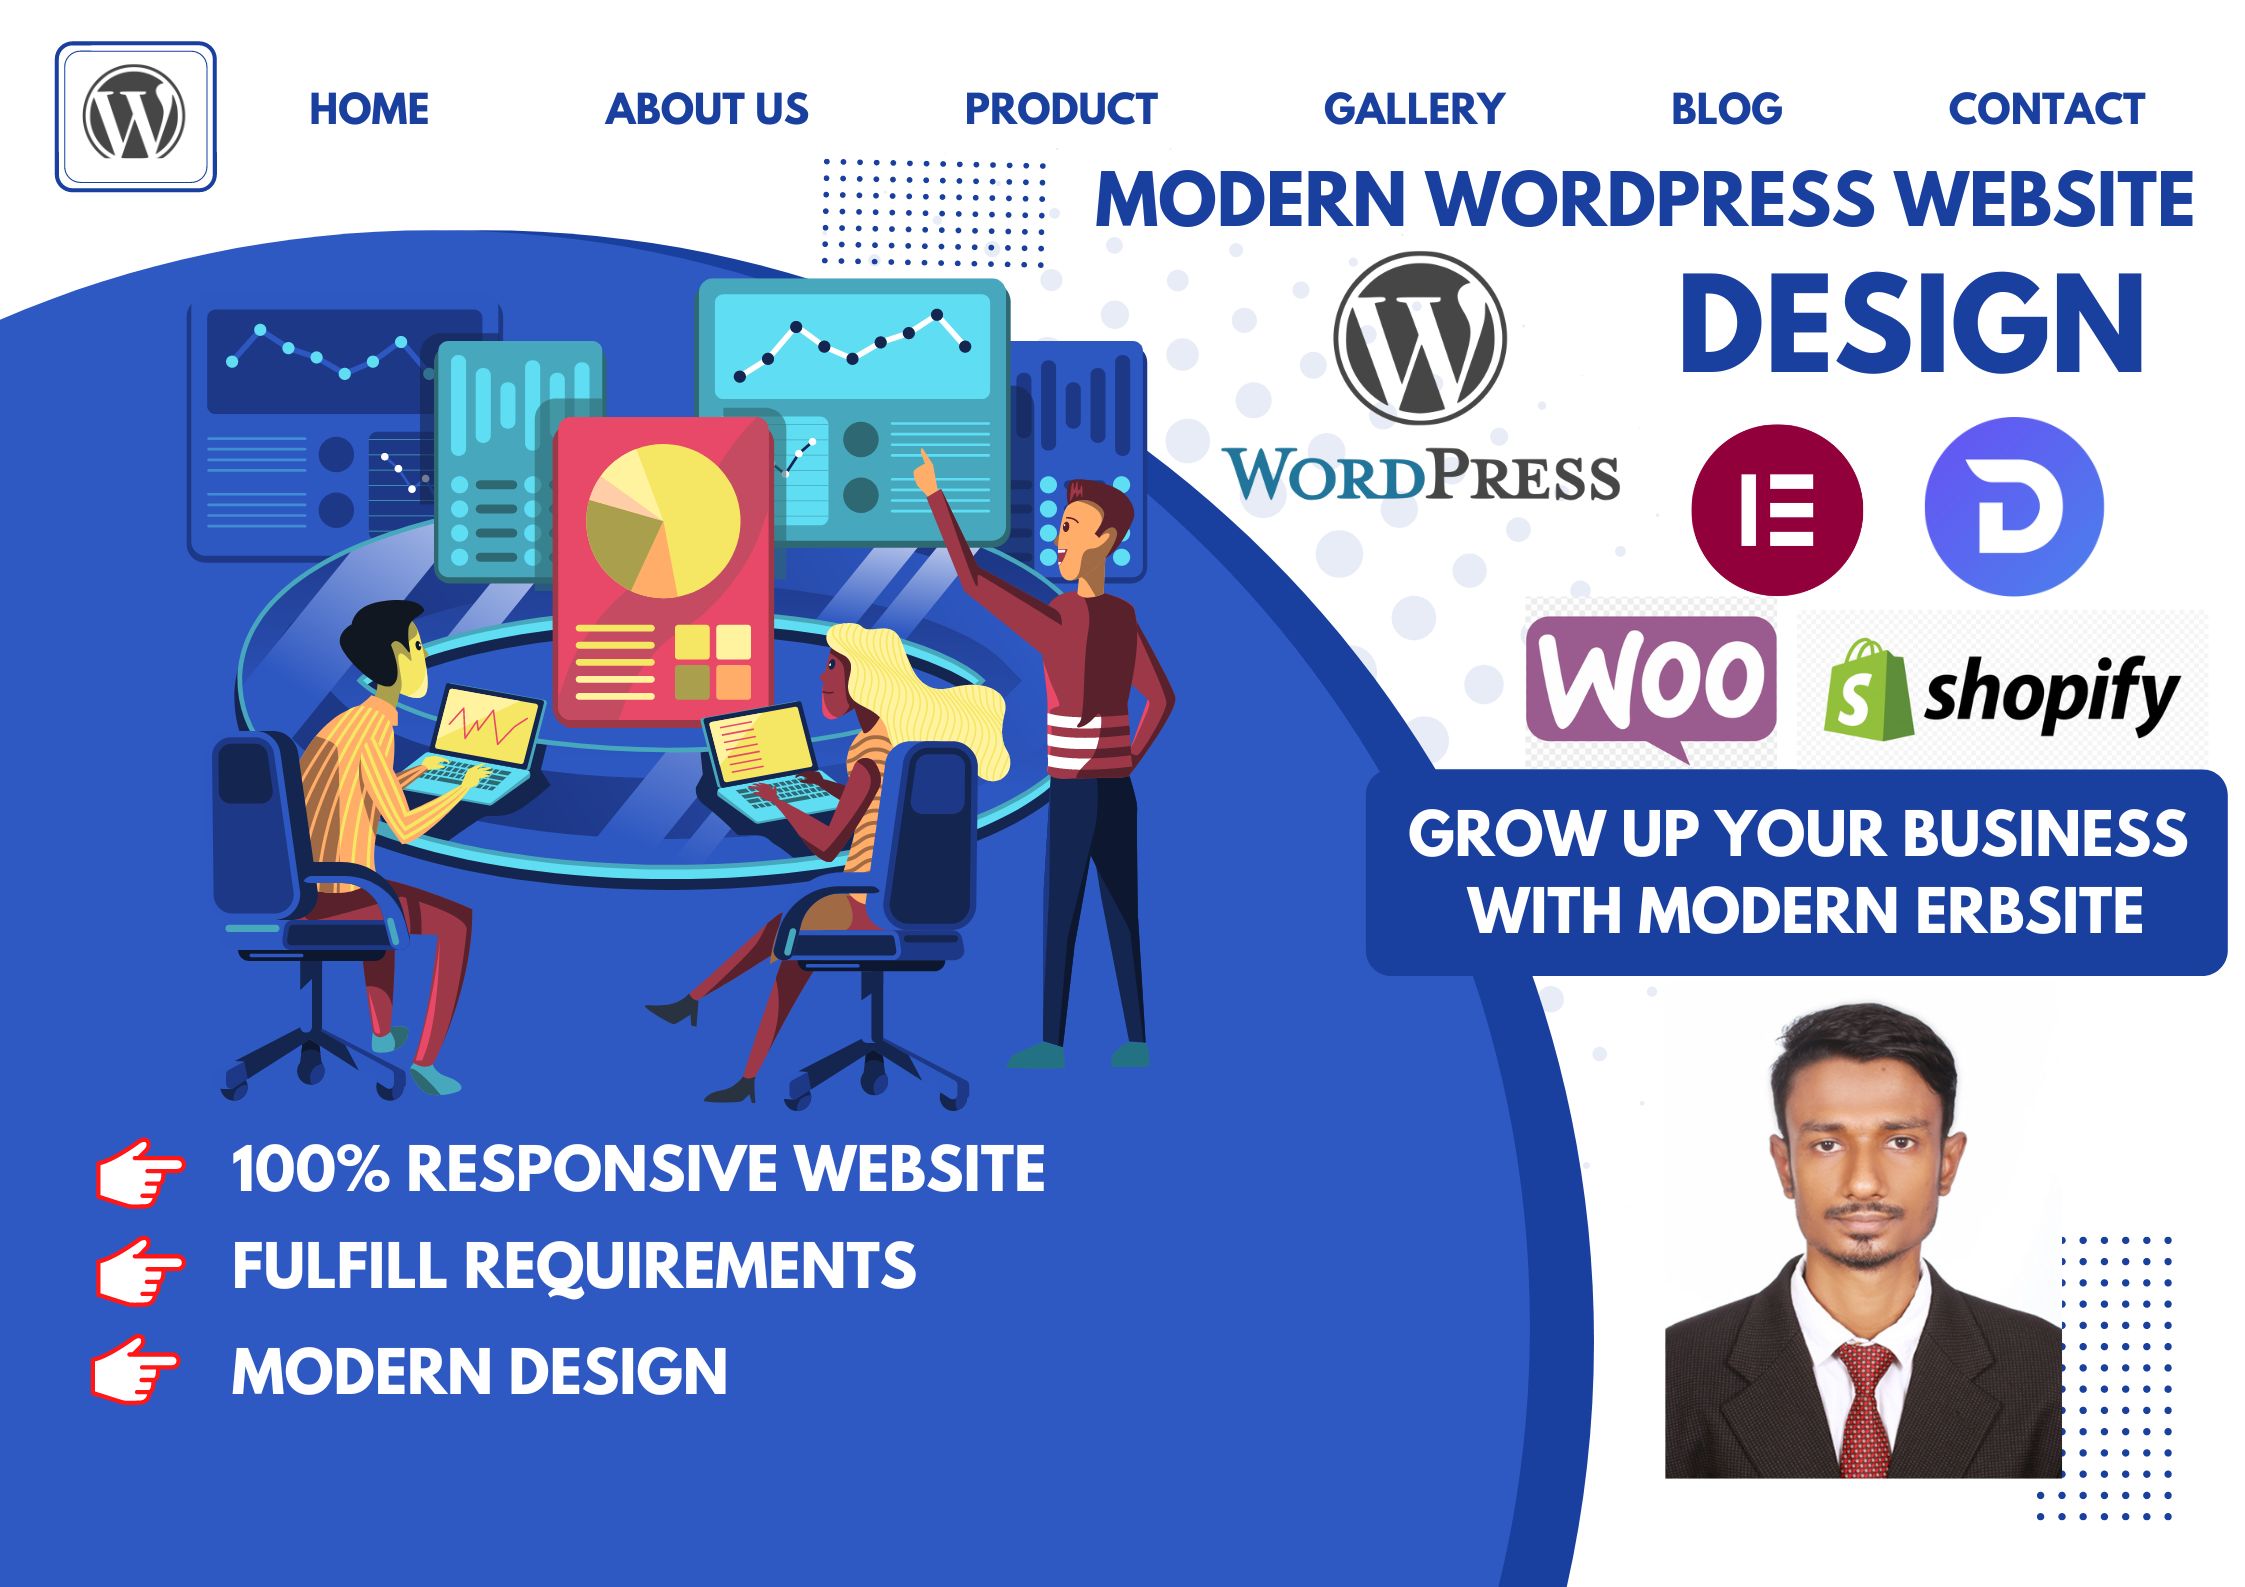 HOME ABOUT US PRODUCT GALLERY BLOG CONTACT
MODERN WORDPRESS WEBSITE
DESIGN
WORDPRESS
WOO
shopify
GROW UP YOUR BUSINESS
WITH MODERN ERBSITE
100% RESPONSIVE WEBSITE
FULFILL REQUIREMENTS
MODERN DESIGN